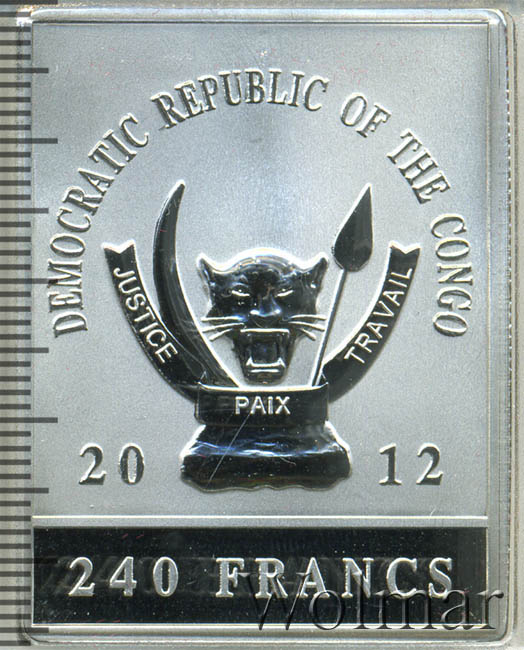 DEMOCRATIC REPUBLIC OF THE CONGO
JUSTICE
PAIX
TRAVAIL
20 12
240 FRANCS
Wolmar